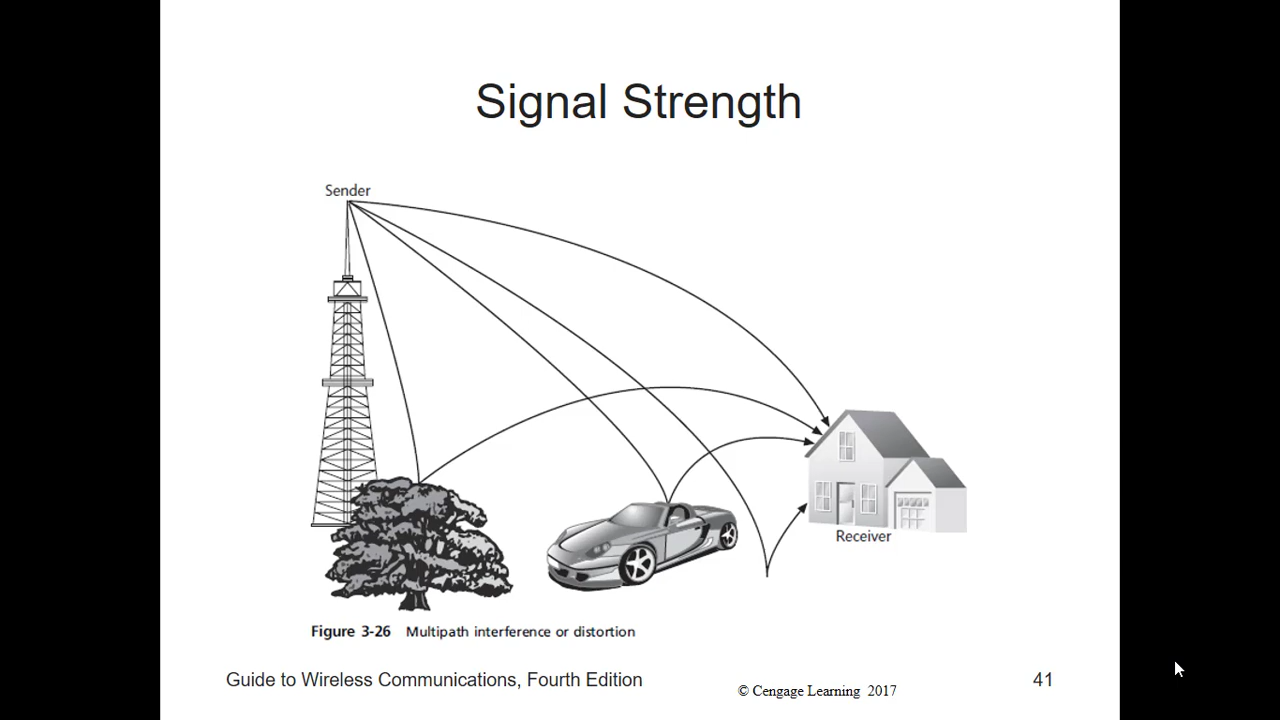 Signal Strength
Sender
Receiver
Figure 3-26 Multipath interference or distortion
Guide to Wireless Communications, Fourth Edition
© Cengage Learning 2017
41